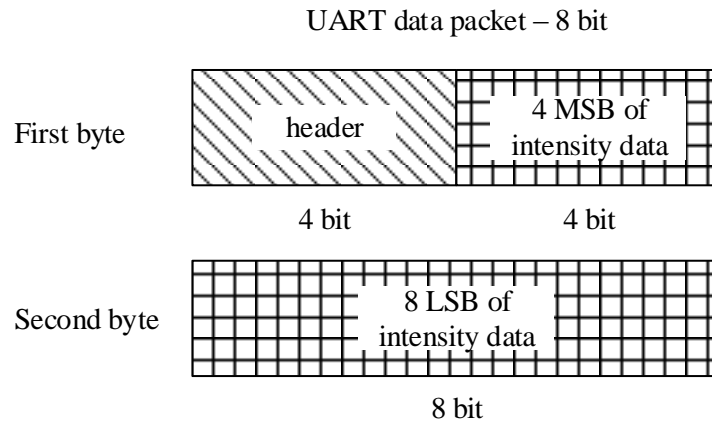 UART data packet – 8 bit
First byte
header
4 MSB of
intensity data
4 bit
4 bit
Second byte
8 LSB of
intensity data
8 bit